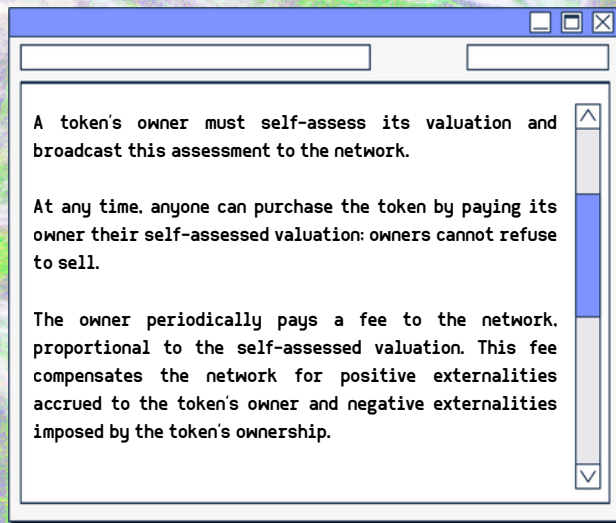 A token's owner must self-assess its valuation and
broadcast this assessment to the network.
At any time, anyone can purchase the token by paying its
owner their self-assessed valuation: owners cannot refuse
to sell.
The owner periodically pays a fee to the network,
proportional to the self-assessed valuation. This fee
compensates the network for positive externalities
accrued to the token's owner and negative externalities
imposed by the token's ownership.